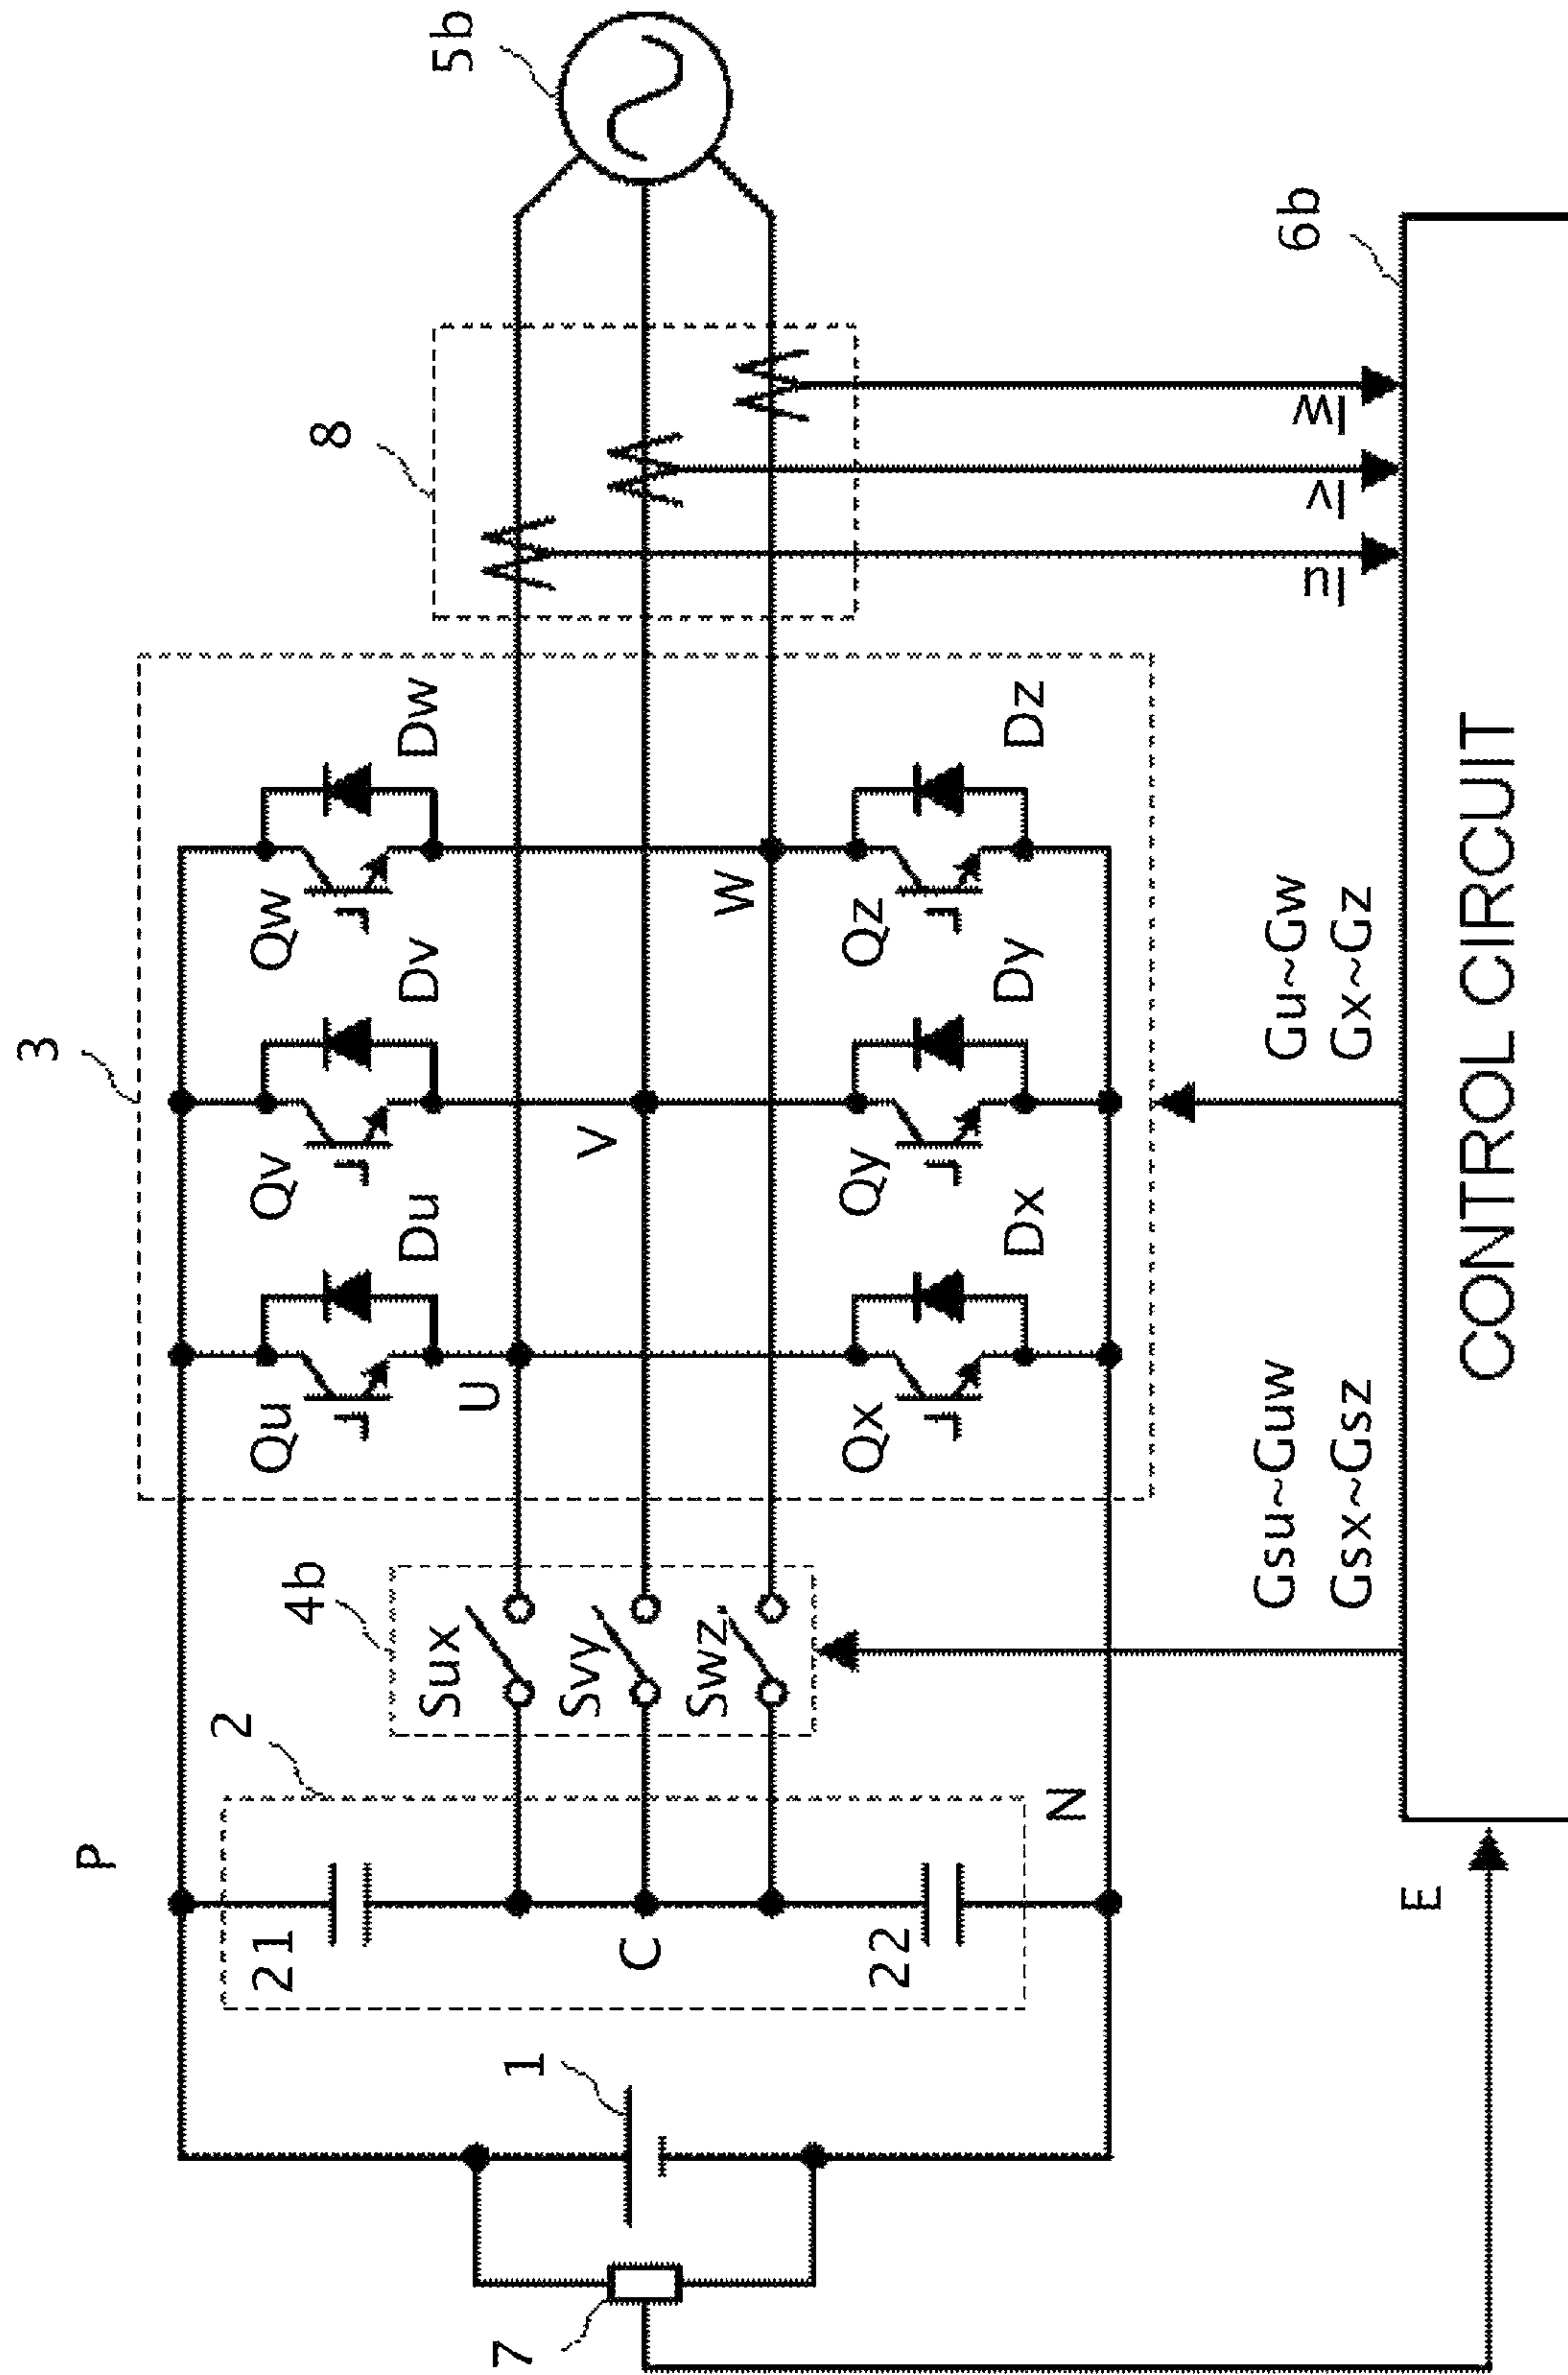 3
8
5b
P
2
4b
Qu
Du
Qv
Dv
Qw
Dw
21
Sux
U
1
C
Svy
V
7
Swz
W
22
Qx
Dx
Qy
Dy
Qz
Dz
N
Gsu~Guw
Gsx~Gsz
Gu~Gw
Gx~Gz
Iu
Iv
Iw
6b
E
CONTROL CIRCUIT